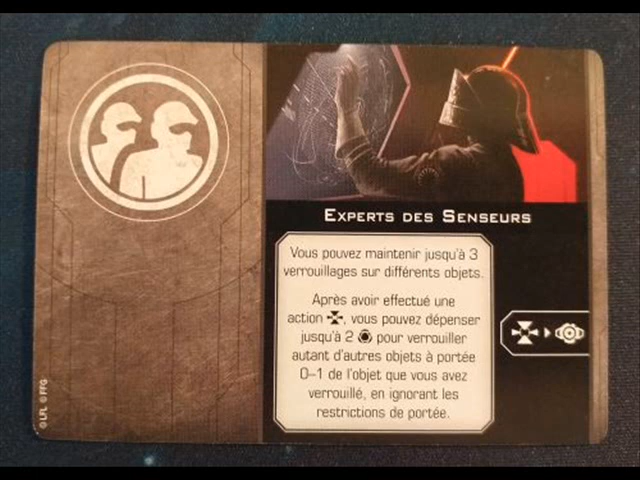 Experts des Senseurs
Vous pouvez maintenir jusqu'à 3
verrouillages sur différents objets.
Après avoir effectué une
action , vous pouvez dépenser
jusqu'à 2 pour verrouiller
autant d'autres objets à portée
0–1 de l'objet que vous avez
verrouillé, en ignorant les
restrictions de portée.
© LFL © FFG